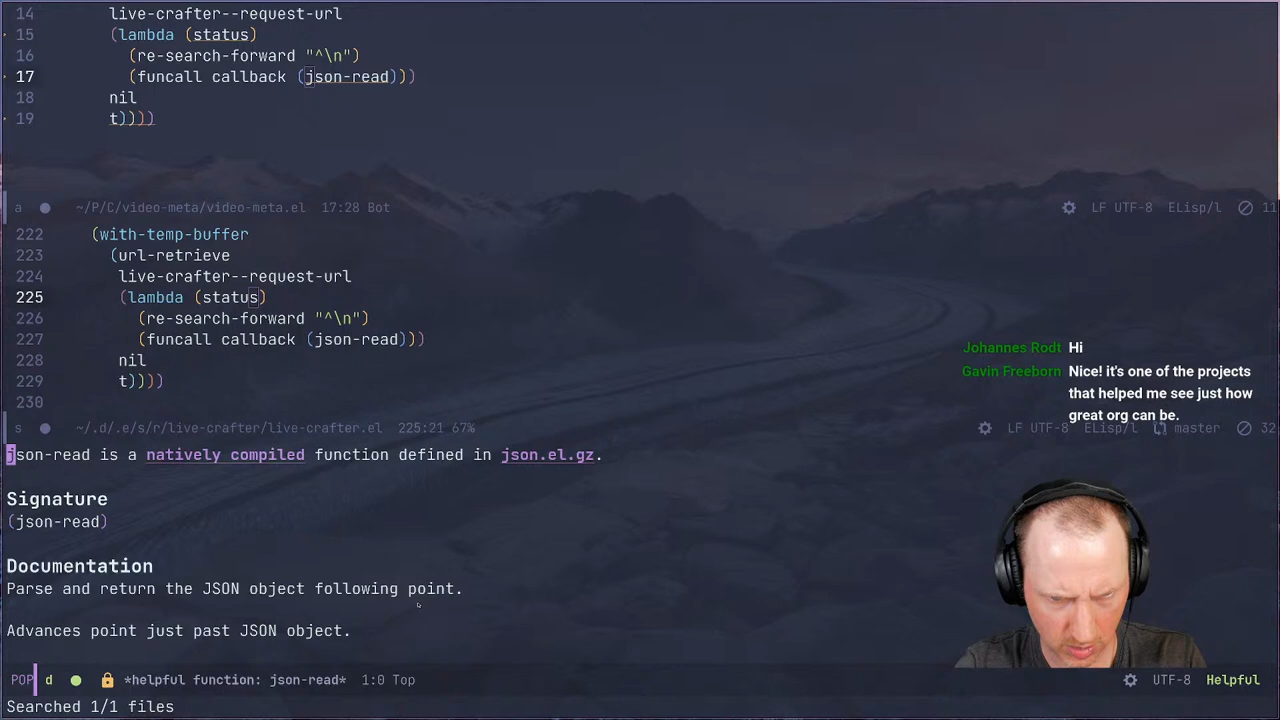 14 live-crafter--request-url
15 (lambda (status)
16 (re-search-forward "^\n")
17 (funcall callback (json-read)))
18 nil
19 t))))
a ~/P/C/video-meta/video-meta.el 17:28 Bot LF UTF-8 ELisp/l 11
222 (with-temp-buffer
223 (url-retrieve
224 live-crafter--request-url
225 (lambda (status)
226 (re-search-forward "^\n")
227 (funcall callback (json-read)))
228 nil
229 t))))
230
Johannes Rodt Hi
Gavin Freeborn Nice! it's one of the projects
that helped me see just how
great org can be.
s ~/.d/.e/s/r/live-crafter/live-crafter.el 225:21 67% LF UTF-8 ELisp/l master 32
json-read is a natively compiled function defined in json.el.gz.
Signature
(json-read)
Documentation
Parse and return the JSON object following point.
Advances point just past JSON object.
POP d *helpful function: json-read* 1:0 Top UTF-8 Helpful
Searched 1/1 files